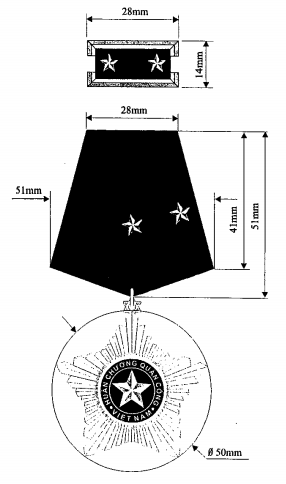 28mm
14mm
28mm
51mm
41mm
51mm
HUÂN CHƯƠNG QUÂN CÔNG
VIỆT NAM
Ø 50mm